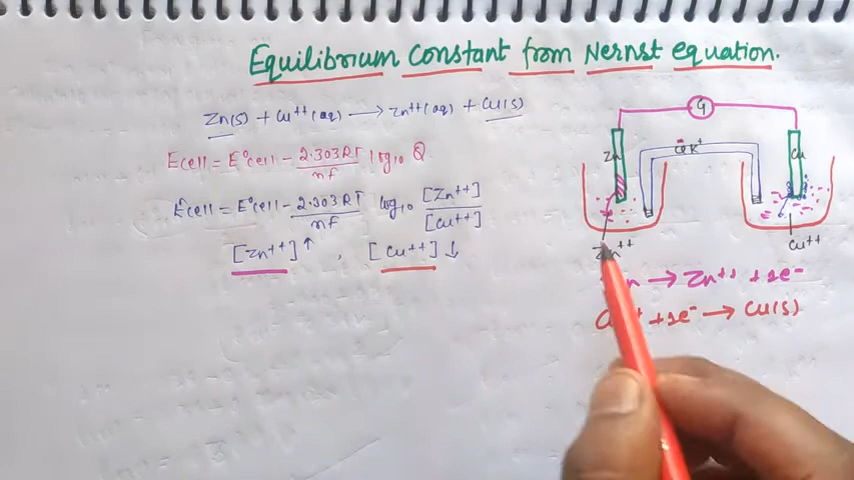 Equilibrium Constant from Nernst equation.
Zn(s) + Cu++ (aq) → Zn++ (aq) + Cu(s)
Ecell = E°cell - 2.303RT/nf log10 Q
Ecell = E°cell - 2.303RT/nf log10 [Zn++]/[Cu++]
[Zn++]↑ , [Cu++]↓
G
Zn
Cu
Zn++
Cu++
→ Zn++ + 2e-
+ 2e- → Cu(s)